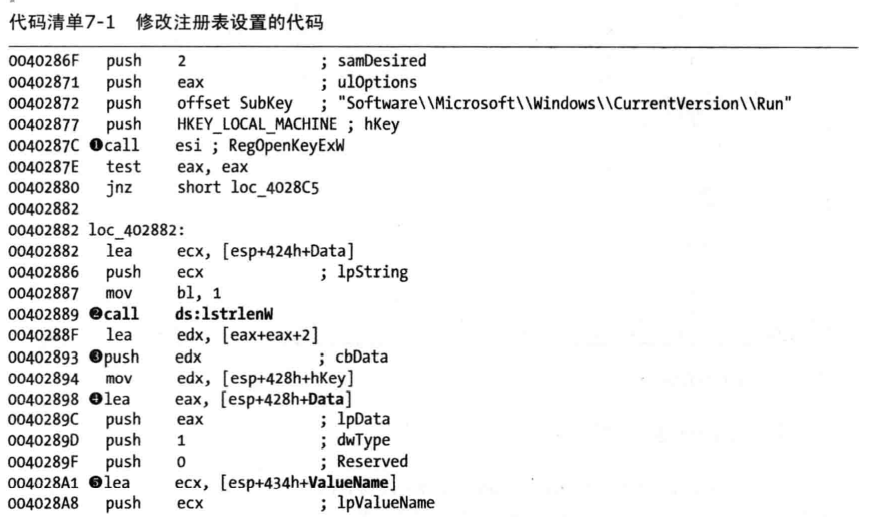 代码清单7-1 修改注册表设置的代码
0040286F push 2 ; samDesired
00402871 push eax ; ulOptions
00402872 push offset SubKey ; "Software\\Microsoft\\Windows\\CurrentVersion\\Run"
00402877 push HKEY_LOCAL_MACHINE ; hKey
0040287C ❶call esi ; RegOpenKeyExW
0040287E test eax, eax
00402880 jnz short loc_4028C5
00402882
00402882 loc_402882:
00402882 lea ecx, [esp+424h+Data]
00402886 push ecx ; lpString
00402887 mov bl, 1
00402889 ❷call ds:lstrlenW
0040288F lea edx, [eax+eax+2]
00402893 ❸push edx ; cbData
00402894 mov edx, [esp+428h+hKey]
00402898 ❹lea eax, [esp+428h+Data]
0040289C push eax ; lpData
0040289D push 1 ; dwType
0040289F push 0 ; Reserved
004028A1 ❺lea ecx, [esp+434h+ValueName]
004028A8 push ecx ; lpValueName